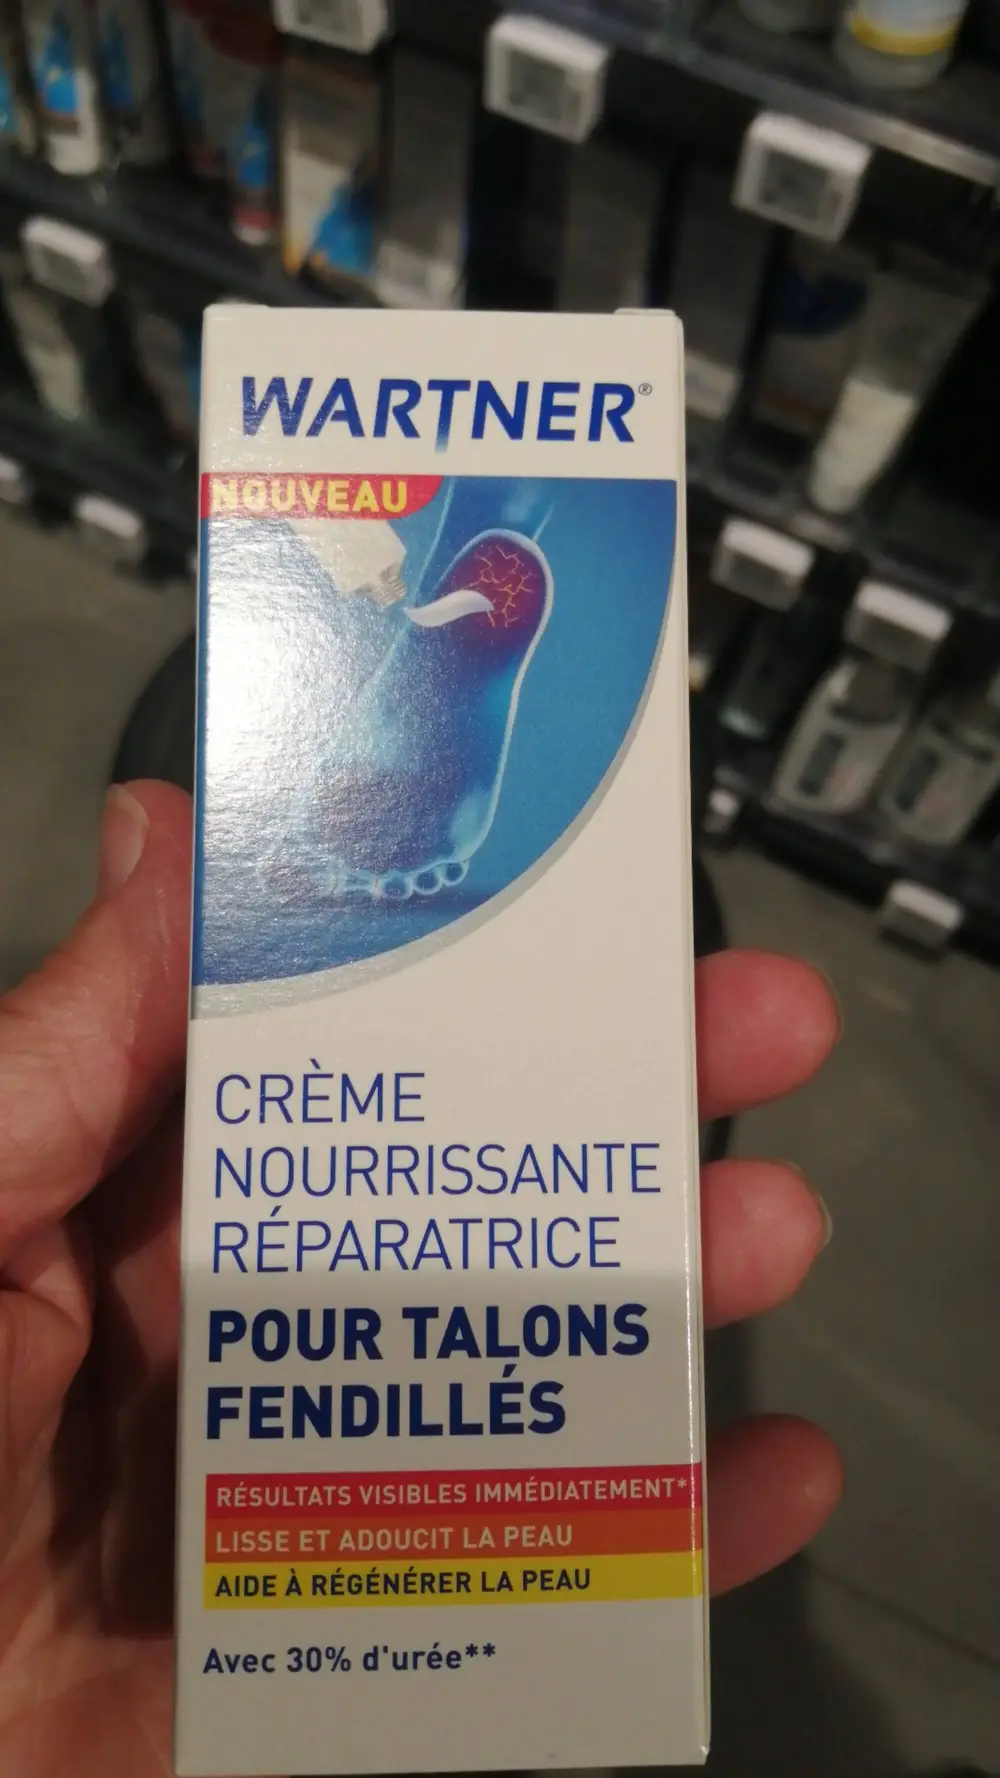 WARTNER®
NOUVEAU
CRÈME
NOURRISSANTE
RÉPARATRICE
POUR TALONS
FENDILLÉS
RÉSULTATS VISIBLES IMMÉDIATEMENT*
LISSE ET ADOUCIT LA PEAU
AIDE À RÉGÉNÉRER LA PEAU
Avec 30% d'urée**